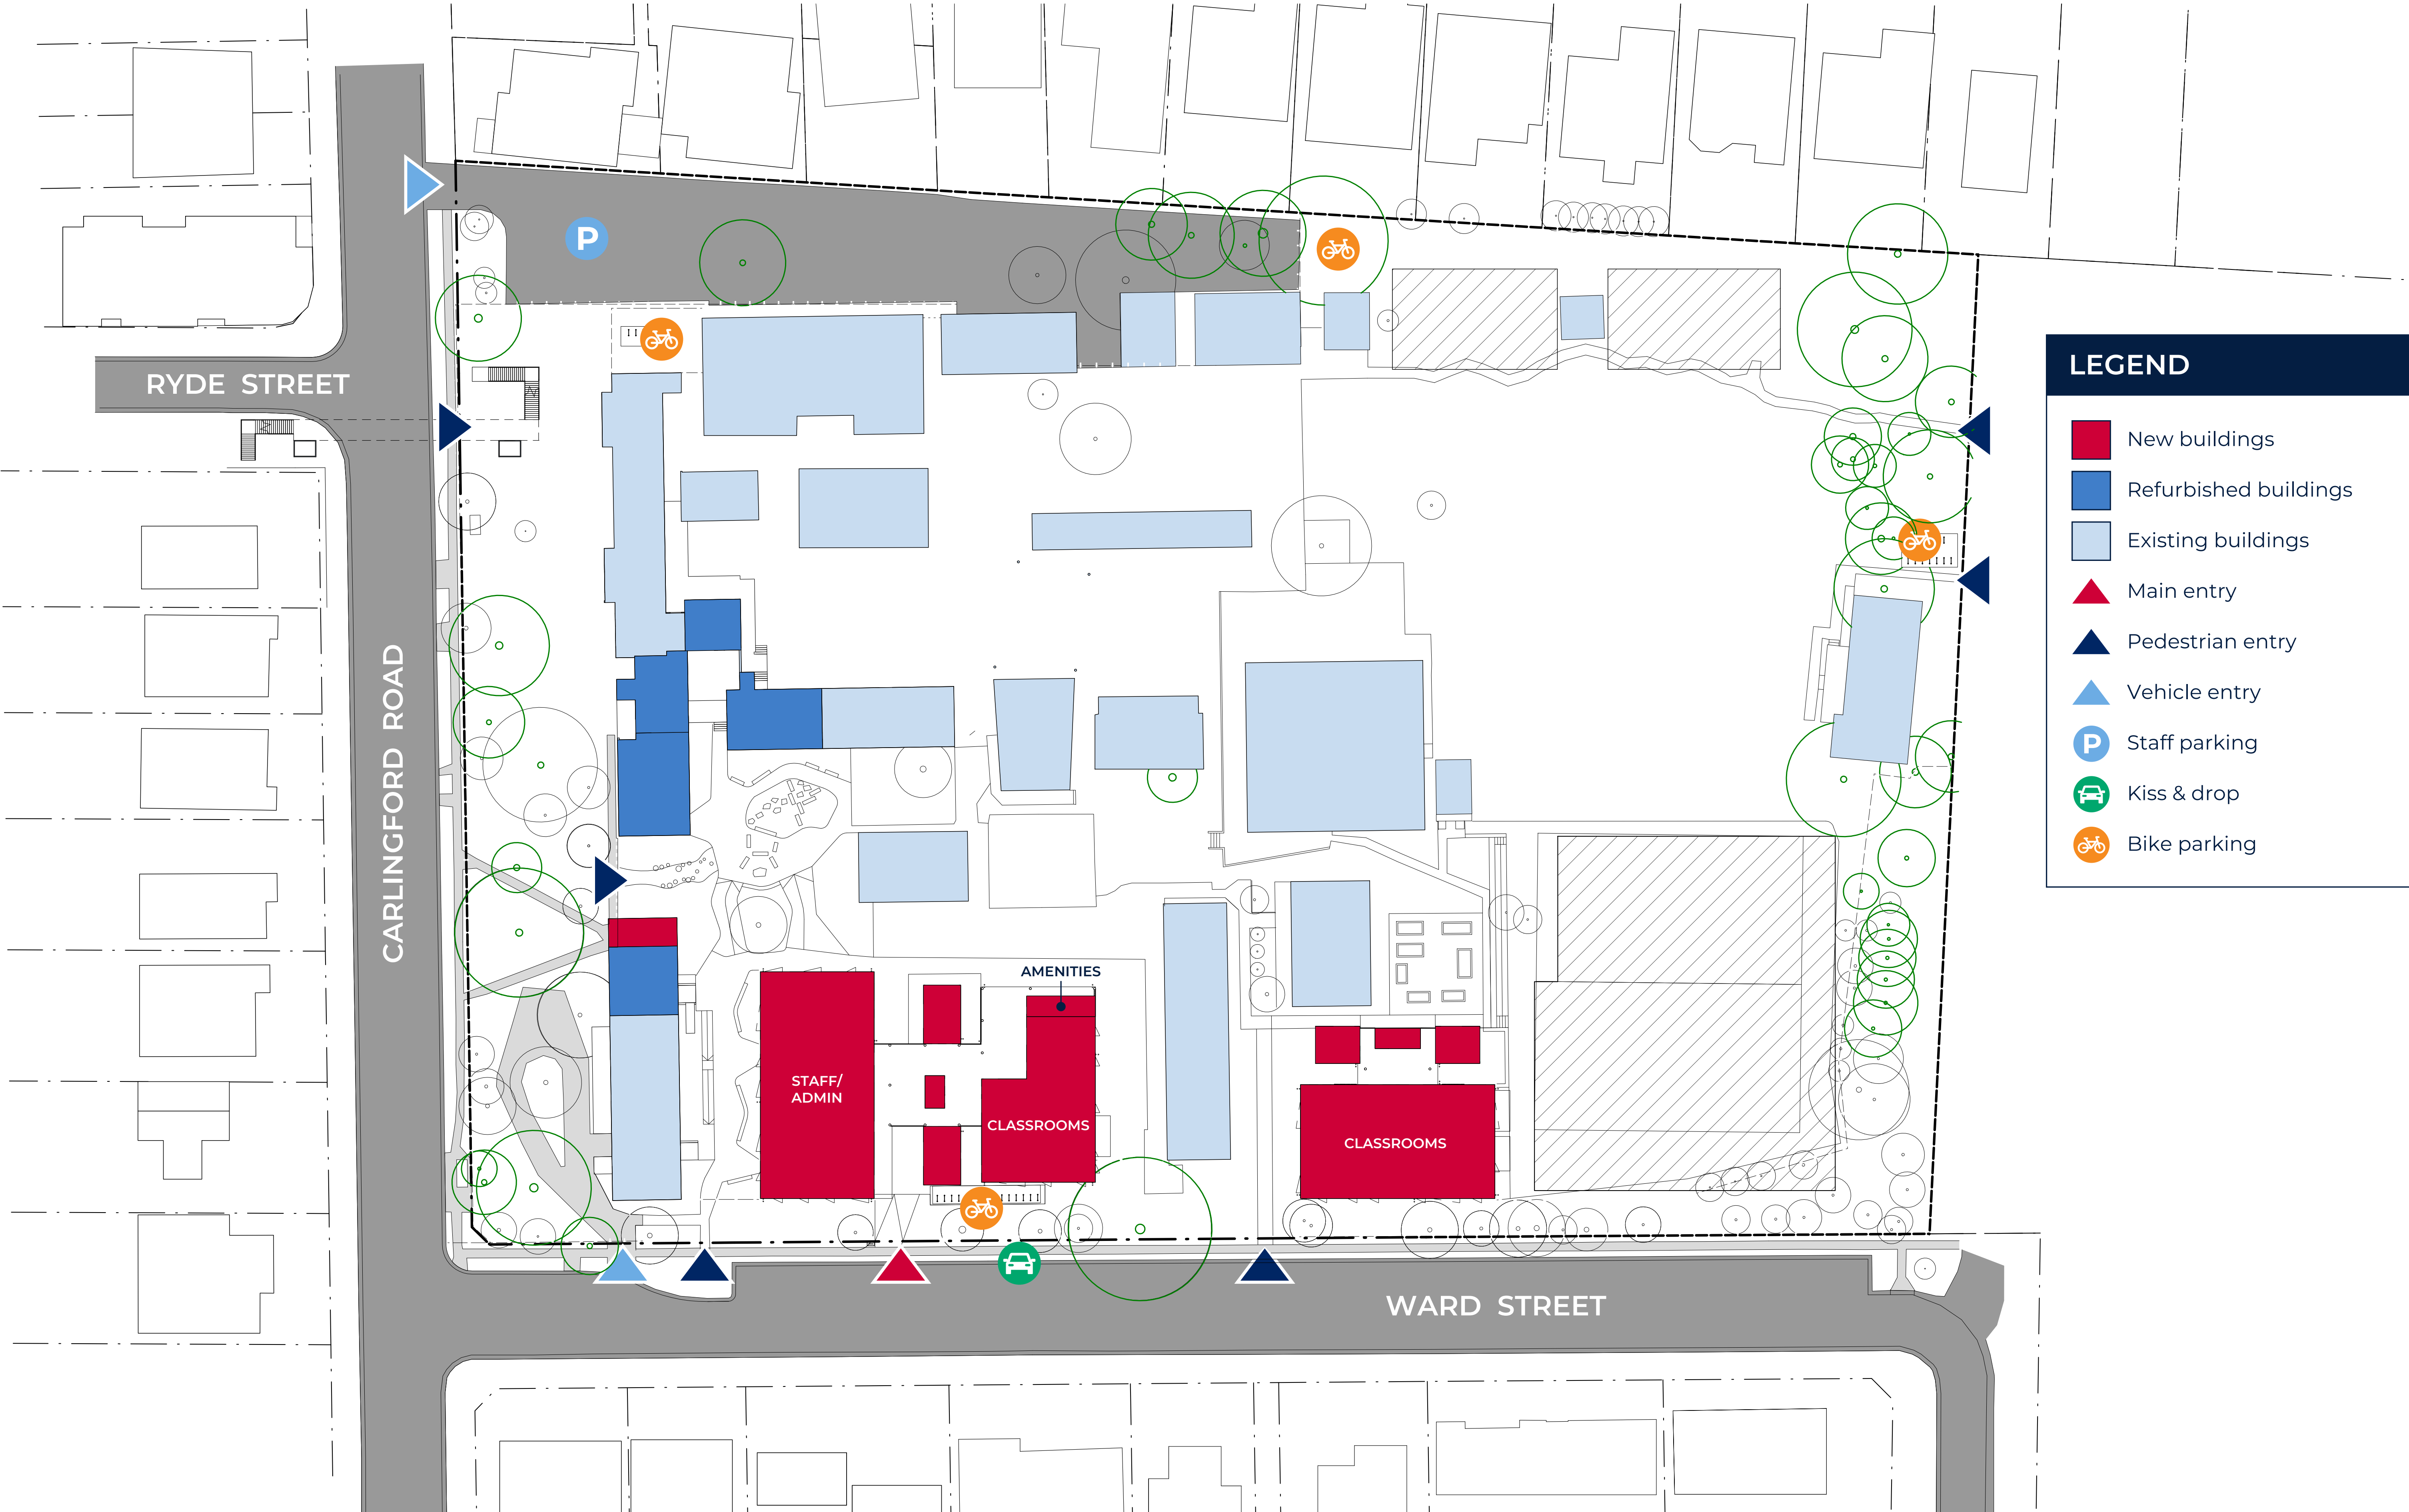 P
RYDE STREET
LEGEND
New buildings
Refurbished buildings
Existing buildings
Main entry
Pedestrian entry
Vehicle entry
P
Staff parking
Kiss & drop
Bike parking
CARLINGFORD ROAD
AMENITIES
STAFF/
ADMIN
CLASSROOMS
CLASSROOMS
WARD STREET